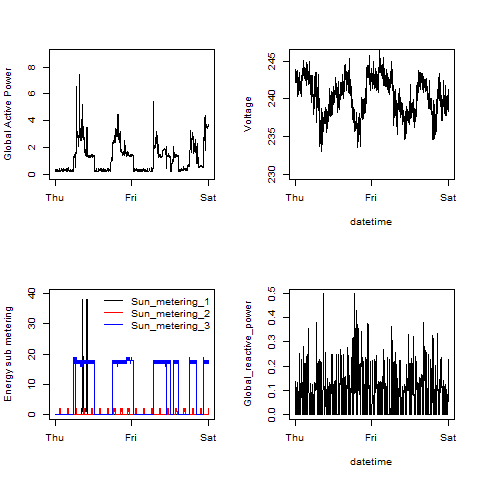 Global Active Power
8
6
4
2
0
Thu Fri Sat
Voltage
245
240
235
230
Thu Fri Sat
datetime
Energy sub metering
40
30
20
10
0
Sun_metering_1
Sun_metering_2
Sun_metering_3
Thu Fri Sat
Global_reactive_power
0.5
0.4
0.3
0.2
0.1
0.0
Thu Fri Sat
datetime